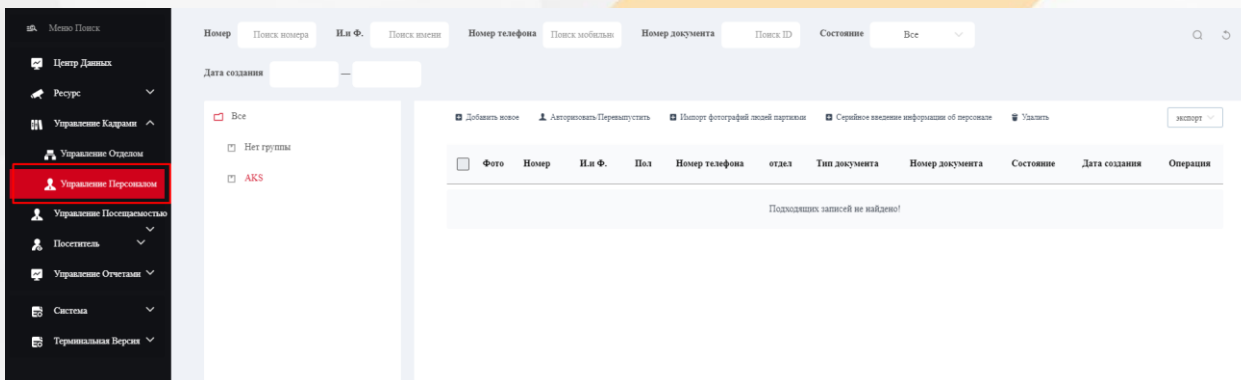 Меню Поиск
Центр Данных
Ресурс
Управление Кадрами
Управление Отделом
Управление Персоналом
Управление Посещаемостью
Посетитель
Управление Отчетами
Система
Терминальная Версия
Номер Поиск номера И.и Ф. Поиск имени Номер телефона Поиск мобильно Номер документа Поиск ID Состояние Все
Дата создания —
Все
Нет группы
AKS
Добавить новое Авторизовать/Перевыпустить Импорт фотографий людей партиями Серийное введение информации об персонале Удалить экспорт
Фото Номер И.и Ф. Пол Номер телефона отдел Тип документа Номер документа Состояние Дата создания Операция
Подходящих записей не найдено!